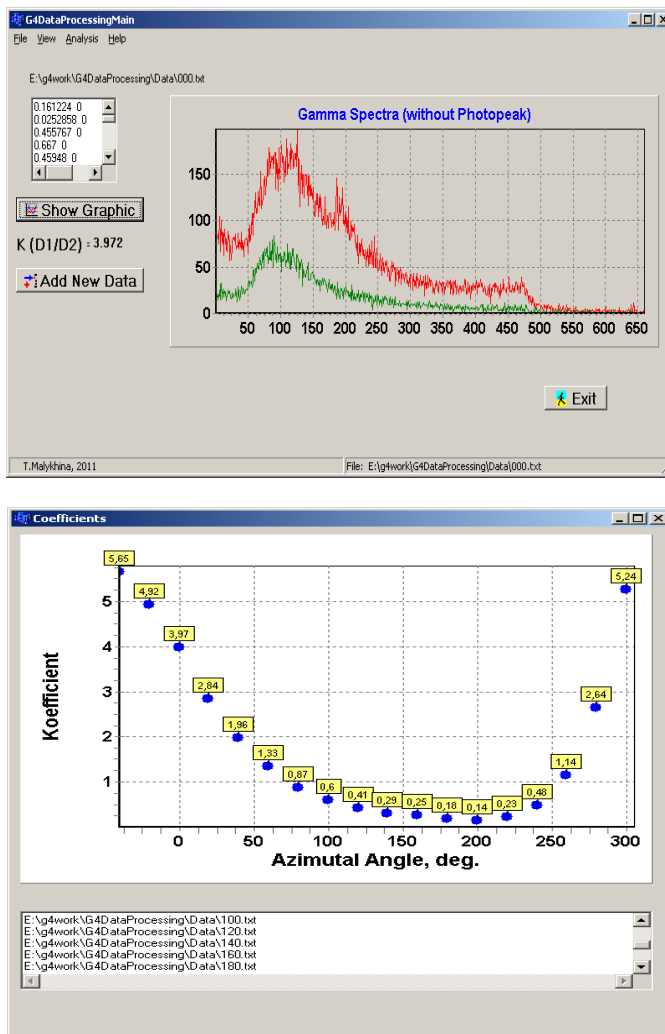 G4DataProcessingMain
File View Analysis Help
E:\g4work\G4DataProcessing\Data\000.txt
0.161224 0
0.0252858 0
0.455767 0
0.667 0
0.45948 0
Gamma Spectra (without Photopeak)
150
100
50
0
50 100 150 200 250 300 350 400 450 500 550 600 650
Show Graphic
K (D1/D2) = 3.972
Add New Data
Exit
T.Malykhina, 2011 File: E:\g4work\G4DataProcessing\Data\000.txt
Coefficients
5,65
4,92
3,97
2,84
1,96
1,33
0,87
0,6
0,41
0,29
0,25
0,18
0,14
0,23
0,48
1,14
2,64
5,24
5
4
3
2
1
Koefficient
0 50 100 150 200 250 300
Azimutal Angle, deg.
E:\g4work\G4DataProcessing\Data\100.txt
E:\g4work\G4DataProcessing\Data\120.txt
E:\g4work\G4DataProcessing\Data\140.txt
E:\g4work\G4DataProcessing\Data\160.txt
E:\g4work\G4DataProcessing\Data\180.txt